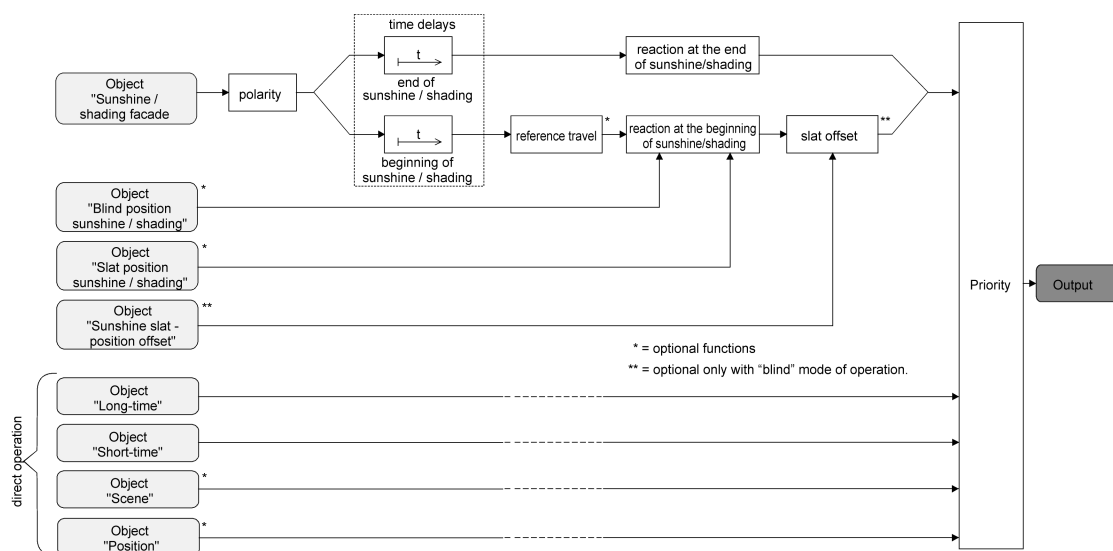 time delays
t
end of
sunshine / shading
reaction at the end
of sunshine/shading
Object
"Sunshine /
shading facade
polarity
t
beginning of
sunshine / shading
reference travel
*
reaction at the beginning
of sunshine/shading
slat offset
**
Object
"Blind position
sunshine / shading"
*
Object
"Slat position
sunshine / shading"
*
Object
"Sunshine slat -
position offset"
**
Priority
Output
* = optional functions
** = optional only with “blind” mode of operation.
direct operation
Object
"Long-time"
Object
"Short-time"
Object
"Scene"
*
Object
"Position"
*